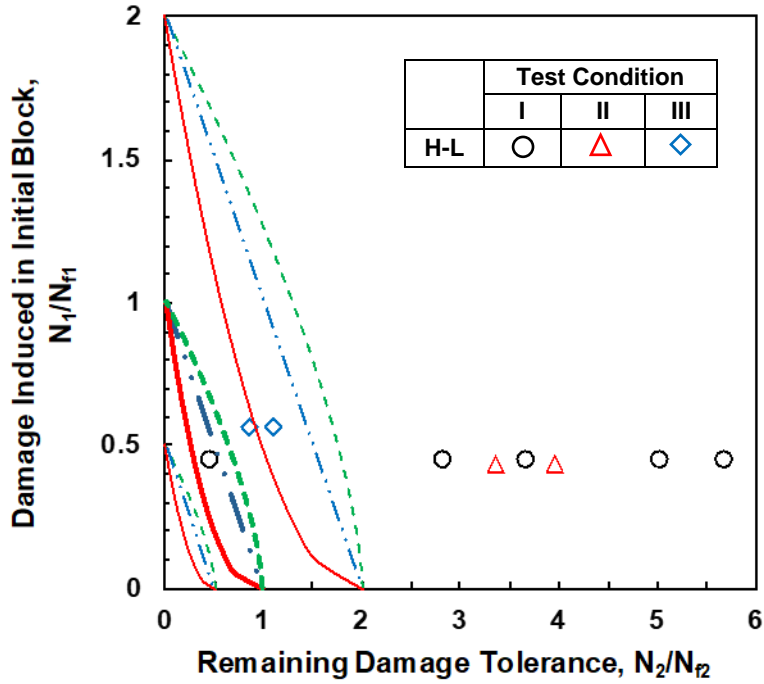 Damage Induced in Initial Block,
N1/Nf1
2
1.5
1
0.5
0
0 1 2 3 4 5 6
Remaining Damage Tolerance, N2/Nf2
Test Condition
I II III
H-L